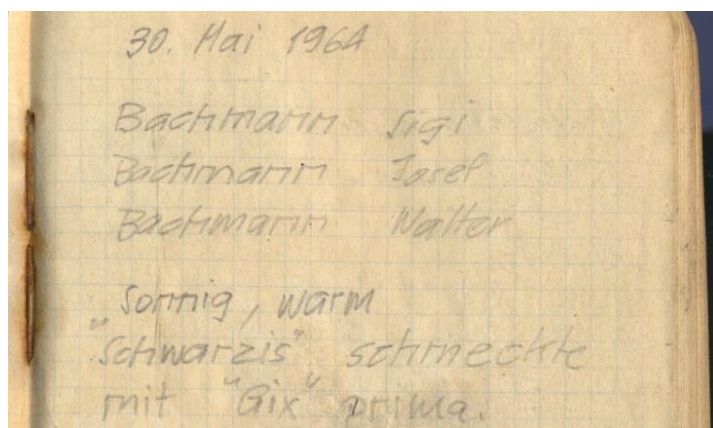 30. Mai 1964
Bachmann Sigi
Bachmann Josef
Bachmann Walter
Sonnig, warm
„Schwarzis" schmeckte
mit "Gix" prima.